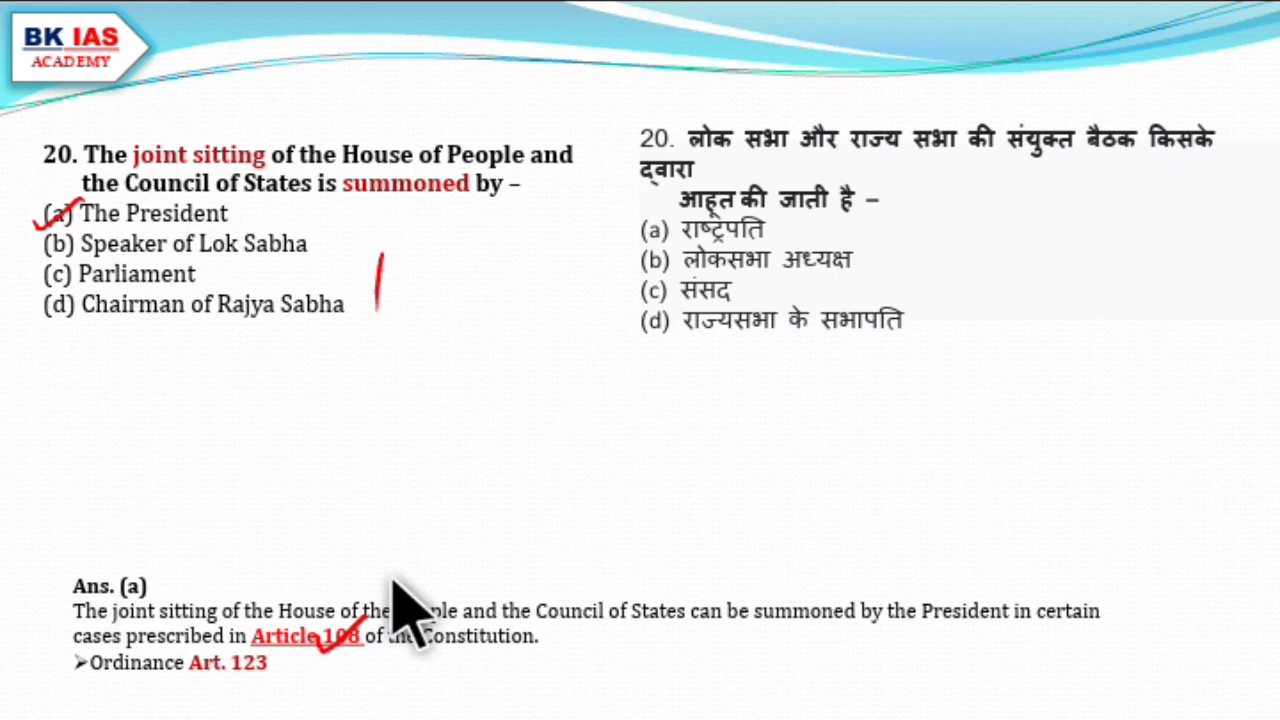 BK IAS
ACADEMY
20. The joint sitting of the House of People and
the Council of States is summoned by –
(a) The President
(b) Speaker of Lok Sabha
(c) Parliament
(d) Chairman of Rajya Sabha
20. लोक सभा और राज्य सभा की संयुक्त बैठक किसके
द्वारा
आहूत की जाती है –
(a) राष्ट्रपति
(b) लोकसभा अध्यक्ष
(c) संसद
(d) राज्यसभा के सभापति
Ans. (a)
The joint sitting of the House of the People and the Council of States can be summoned by the President in certain
cases prescribed in Article 108 of the Constitution.
➢Ordinance Art. 123